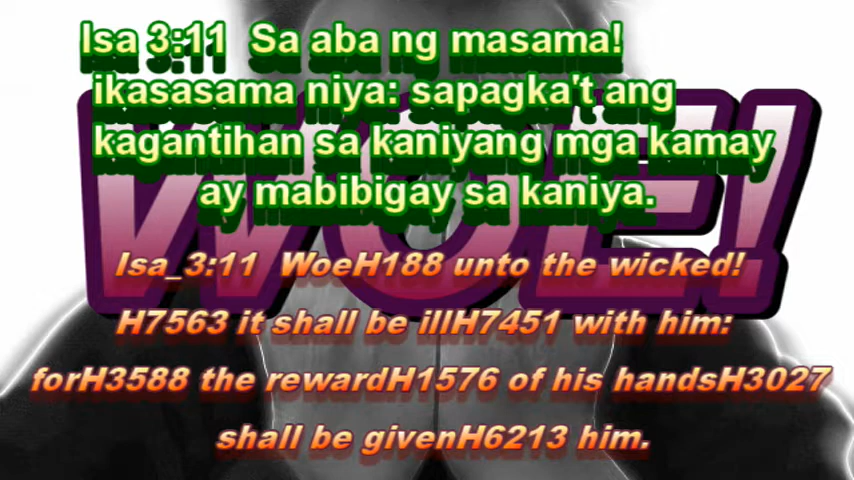 Isa 3:11  Sa aba ng masama!
ikasasama niya: sapagka't ang
kagantihan sa kaniyang mga kamay
ay mabibigay sa kaniya.
WOE!
Isa_3:11  WoeH188 unto the wicked!
H7563 it shall be illH7451 with him:
forH3588 the rewardH1576 of his handsH3027
shall be givenH6213 him.